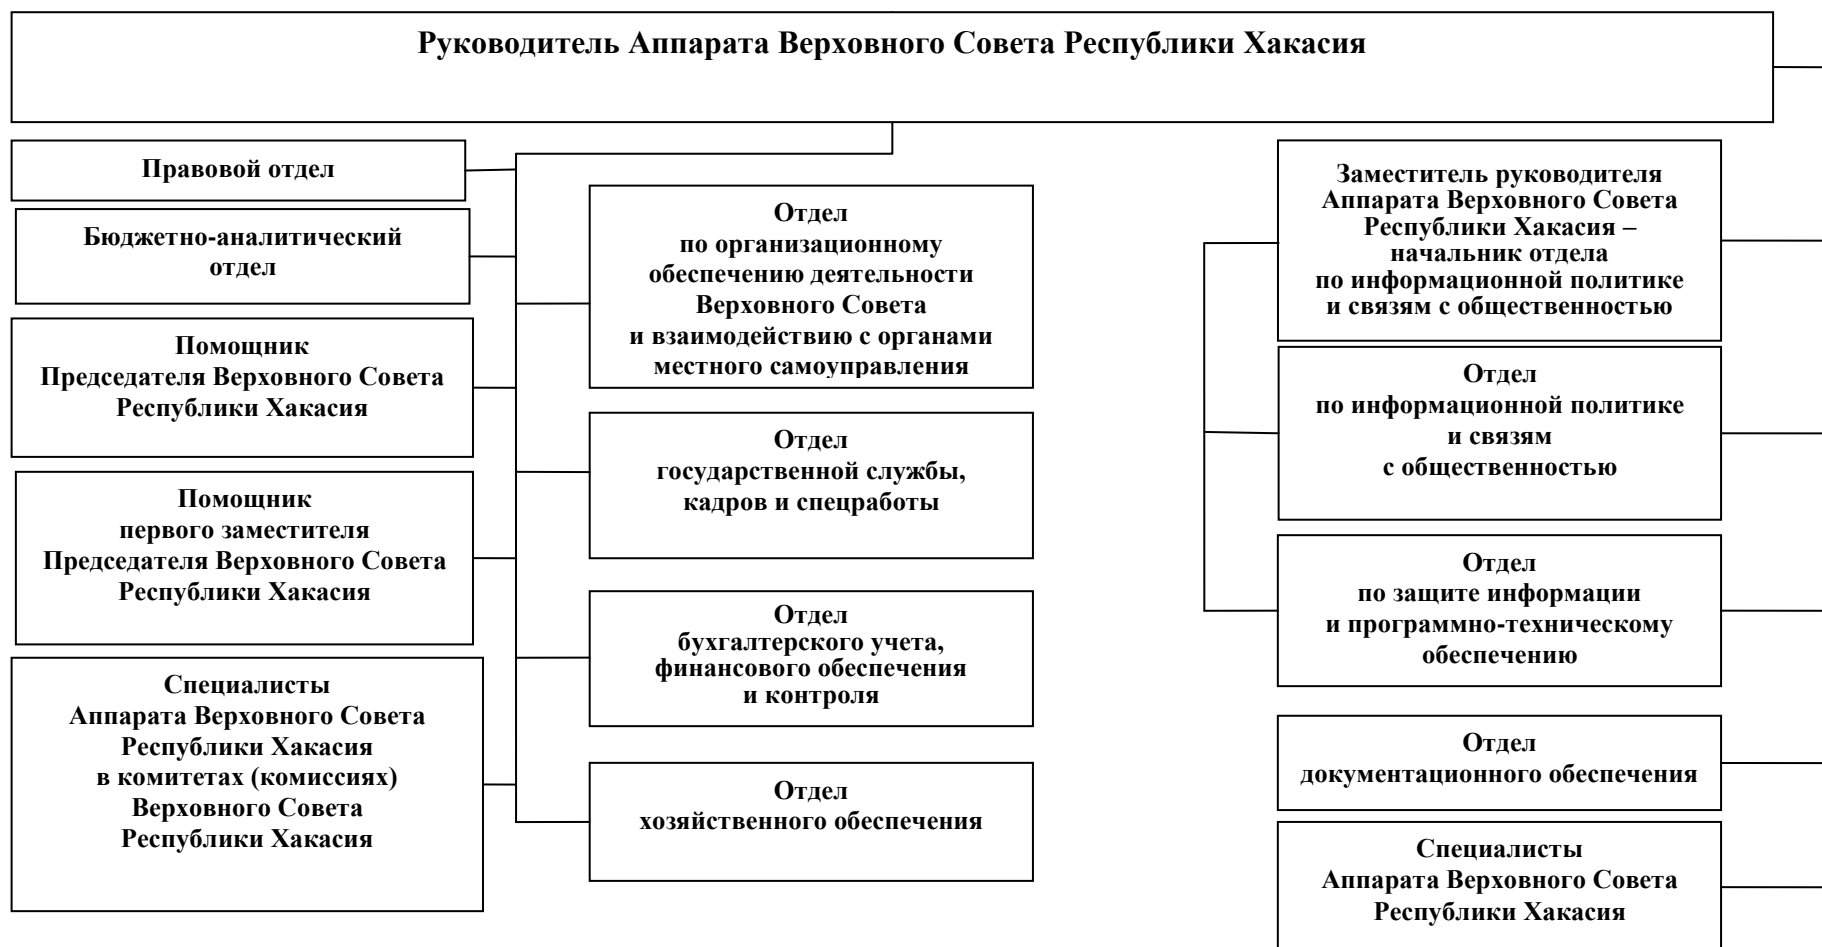 Руководитель Аппарата Верховного Совета Республики Хакасия
Правовой отдел
Бюджетно-аналитический
отдел
Помощник
Председателя Верховного Совета
Республики Хакасия
Помощник
первого заместителя
Председателя Верховного Совета
Республики Хакасия
Специалисты
Аппарата Верховного Совета
Республики Хакасия
в комитетах (комиссиях)
Верховного Совета
Республики Хакасия
Отдел
по организационному
обеспечению деятельности
Верховного Совета
и взаимодействию с органами
местного самоуправления
Отдел
государственной службы,
кадров и спецработы
Отдел
бухгалтерского учета,
финансового обеспечения
и контроля
Отдел
хозяйственного обеспечения
Заместитель руководителя
Аппарата Верховного Совета
Республики Хакасия –
начальник отдела
по информационной политике
и связям с общественностью
Отдел
по информационной политике
и связям
с общественностью
Отдел
по защите информации
и программно-техническому
обеспечению
Отдел
документационного обеспечения
Специалисты
Аппарата Верховного Совета
Республики Хакасия